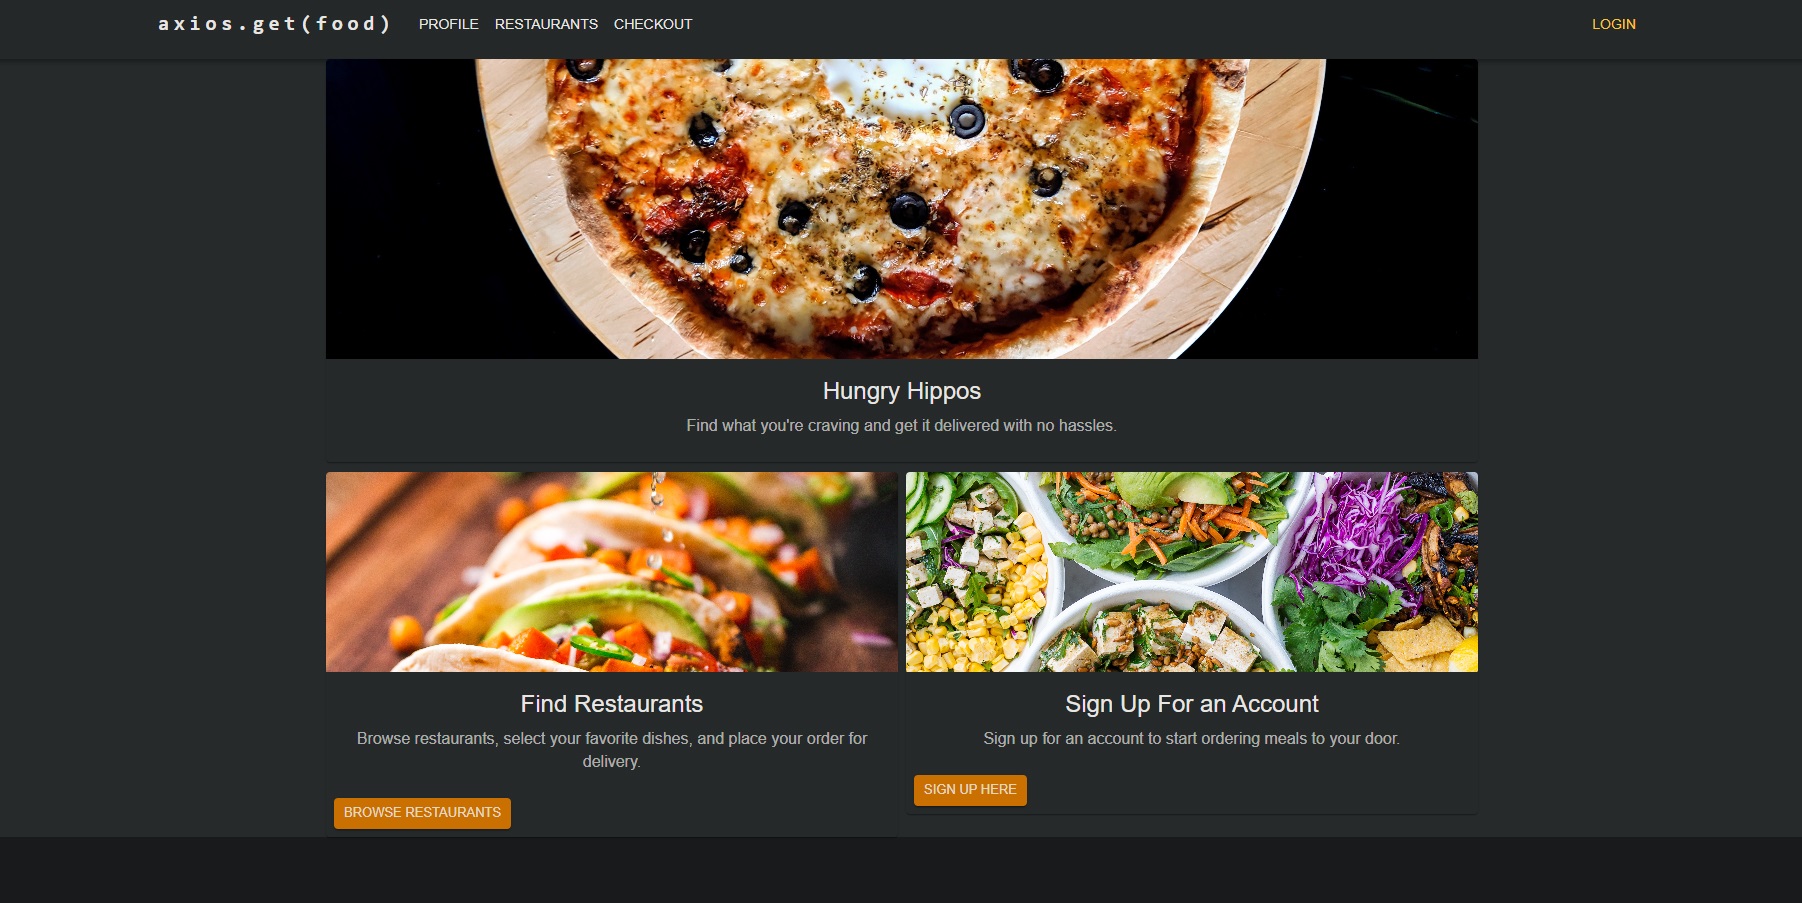 axios.get(food)
PROFILE
RESTAURANTS
CHECKOUT
LOGIN
Hungry Hippos
Find what you're craving and get it delivered with no hassles.
Find Restaurants
Browse restaurants, select your favorite dishes, and place your order for
delivery.
BROWSE RESTAURANTS
Sign Up For an Account
Sign up for an account to start ordering meals to your door.
SIGN UP HERE